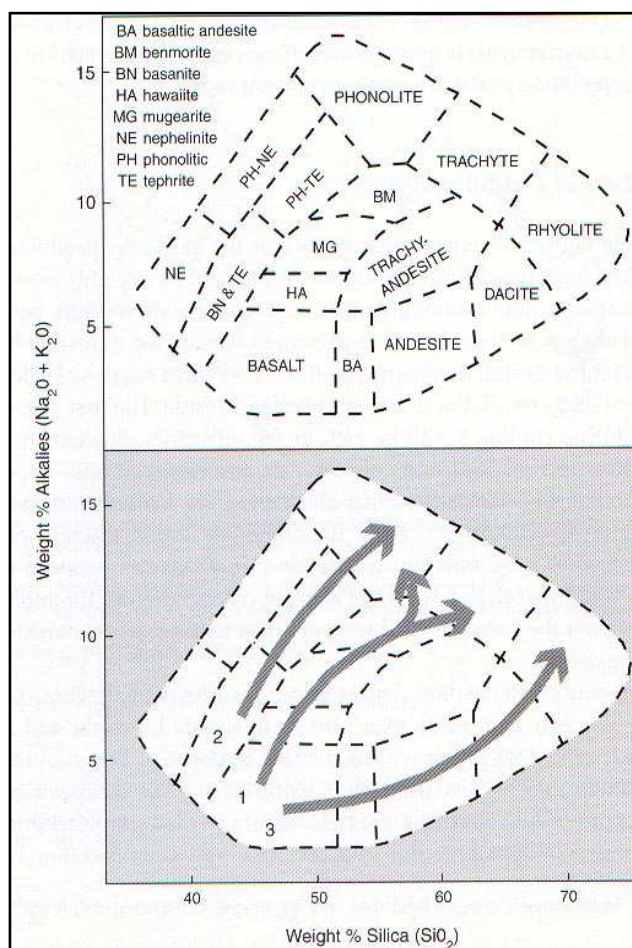 BA basaltic andesite
BM benmorite
BN basanite
HA hawaiite
MG mugearite
NE nephelinite
PH phonolitic
TE tephrite
15
10
5
PHONOLITE
TRACHYTE
PH-NE
PH-TE
BM
RHYOLITE
NE
BN & TE
MG
TRACHY-
ANDESITE
HA
DACITE
BASALT
BA
ANDESITE
Weight % Alkalies (Na₂0 + K₂0)
15
10
5
2
1
3
40
50
60
70
Weight % Silica (Si0₂)